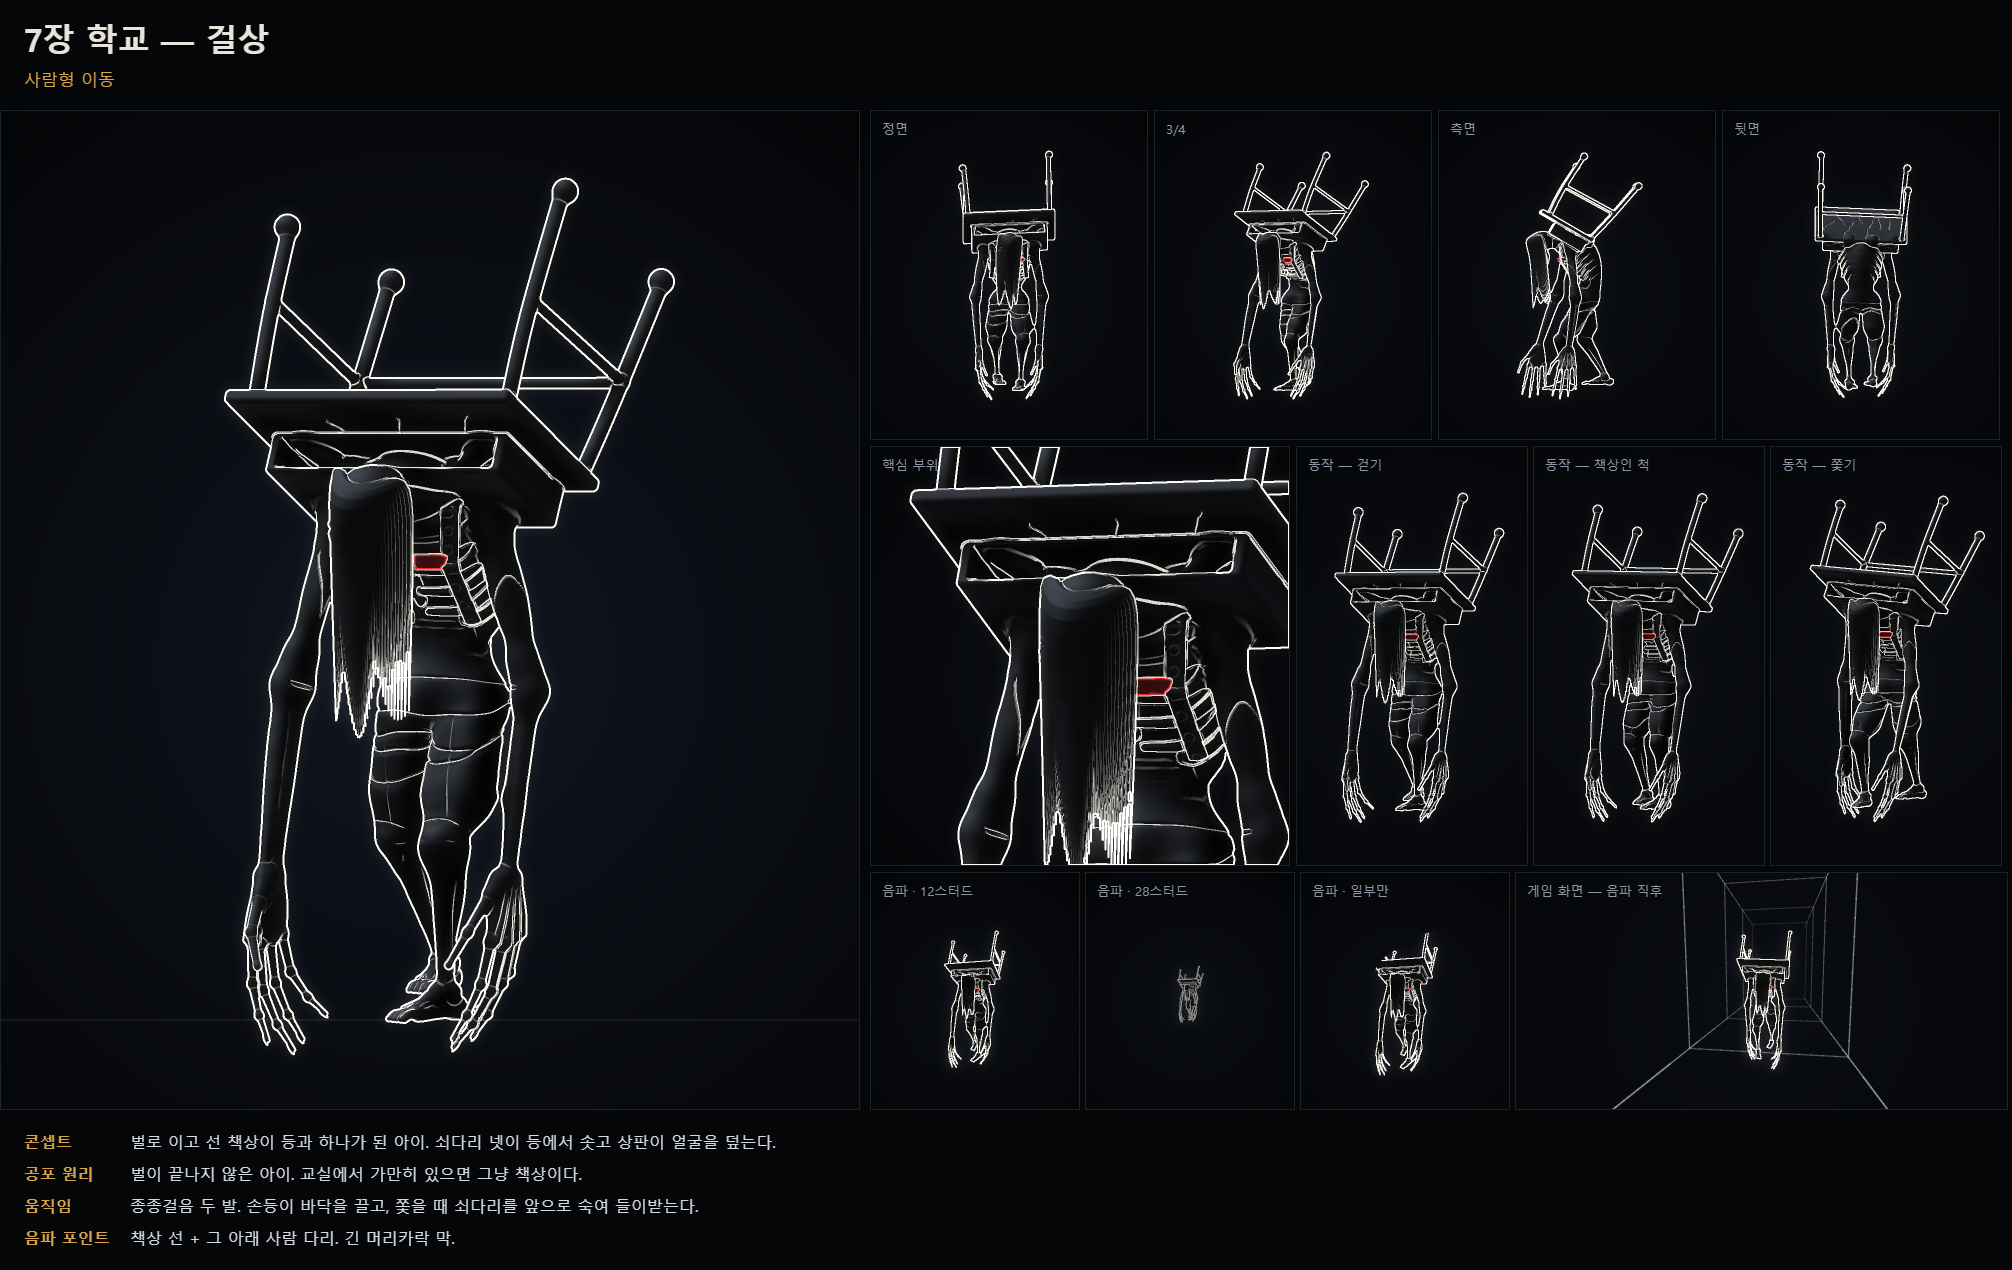 7장 학교 — 걸상
사람형 이동
정면
3/4
측면
뒷면
핵심 부위
동작 — 걷기
동작 — 책상인 척
동작 — 쫓기
음파 · 12스터드
음파 · 28스터드
음파 · 일부만
게임 화면 — 음파 직후
콘셉트 벌로 이고 선 책상이 등과 하나가 된 아이. 쇠다리 넷이 등에서 솟고 상판이 얼굴을 덮는다.
공포 원리 벌이 끝나지 않은 아이. 교실에서 가만히 있으면 그냥 책상이다.
움직임 종종걸음 두 발. 손등이 바닥을 끌고, 쫓을 때 쇠다리를 앞으로 숙여 들이받는다.
음파 포인트 책상 선 + 그 아래 사람 다리. 긴 머리카락 막.